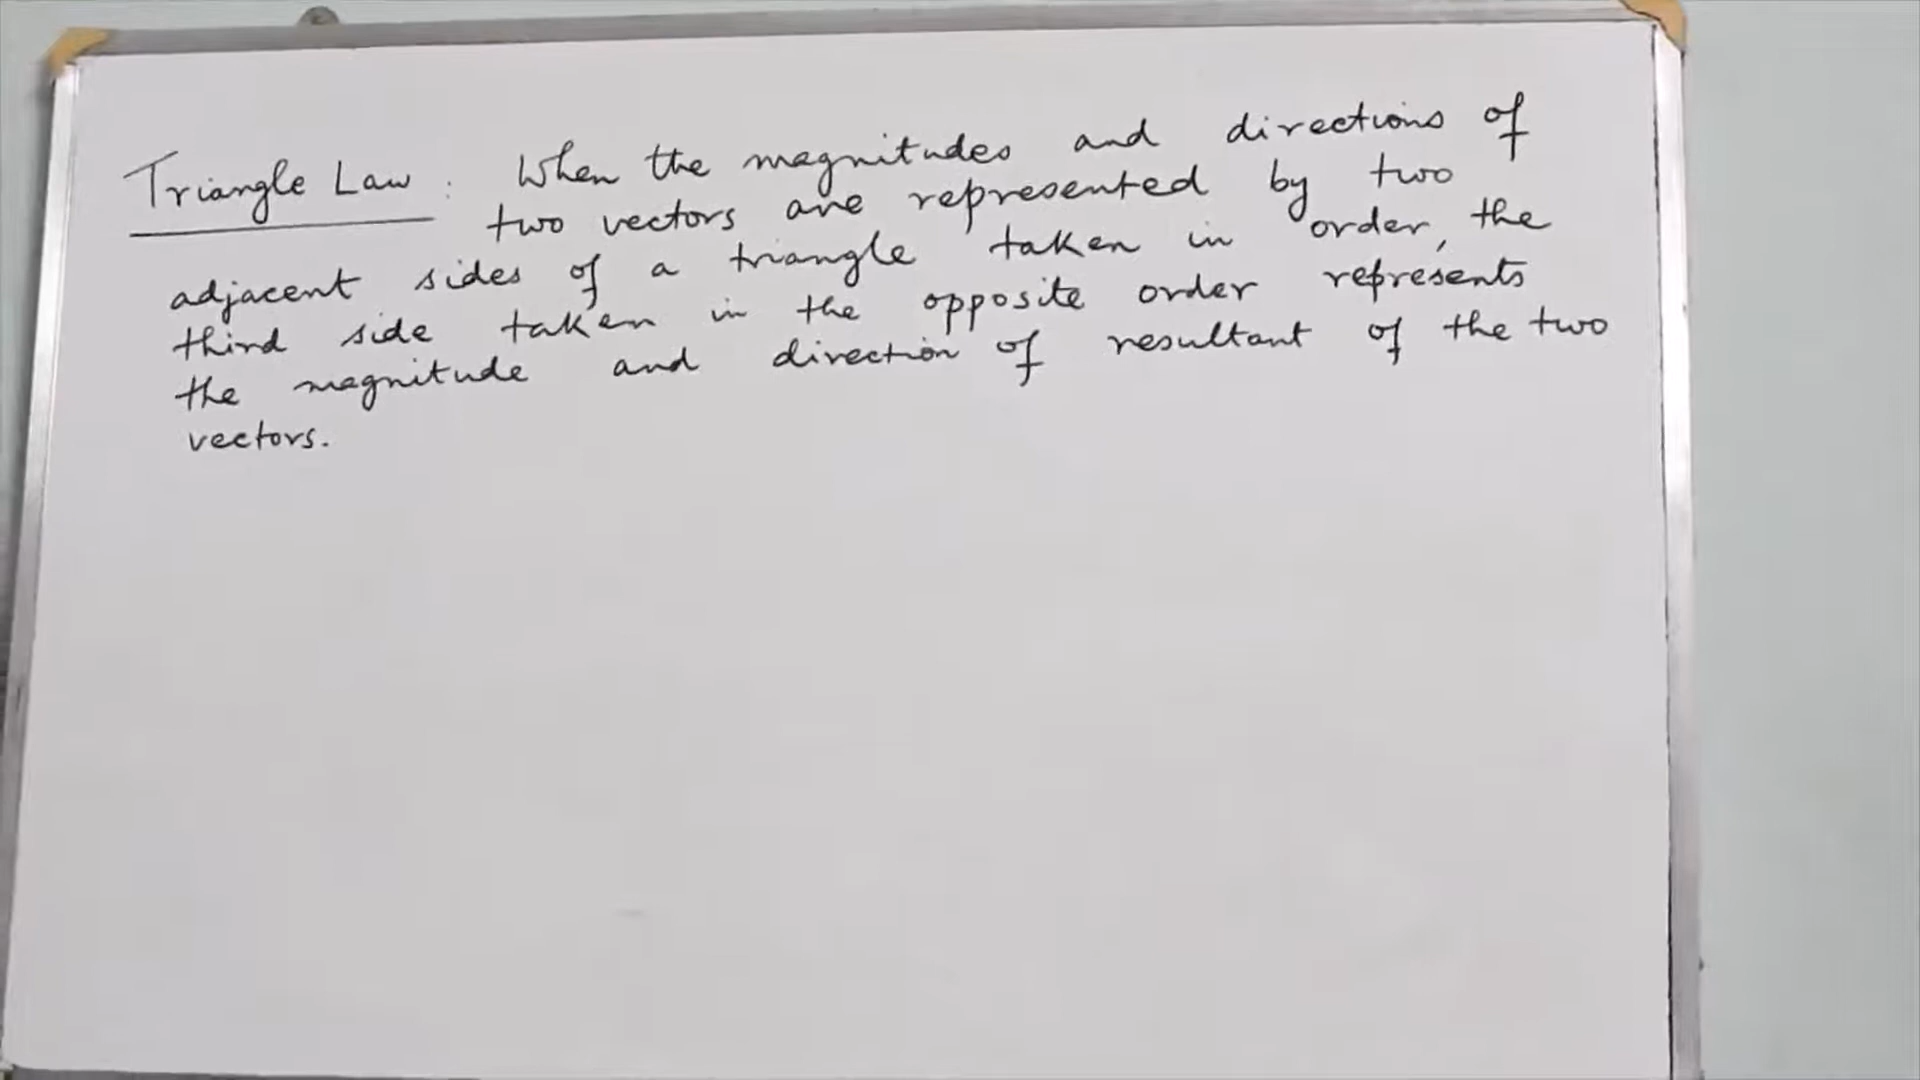 Triangle Law : When the magnitudes and directions of
two vectors are represented by two
adjacent sides of a triangle taken in order, the
third side taken in the opposite order represents
the magnitude and direction of resultant of the two
vectors.